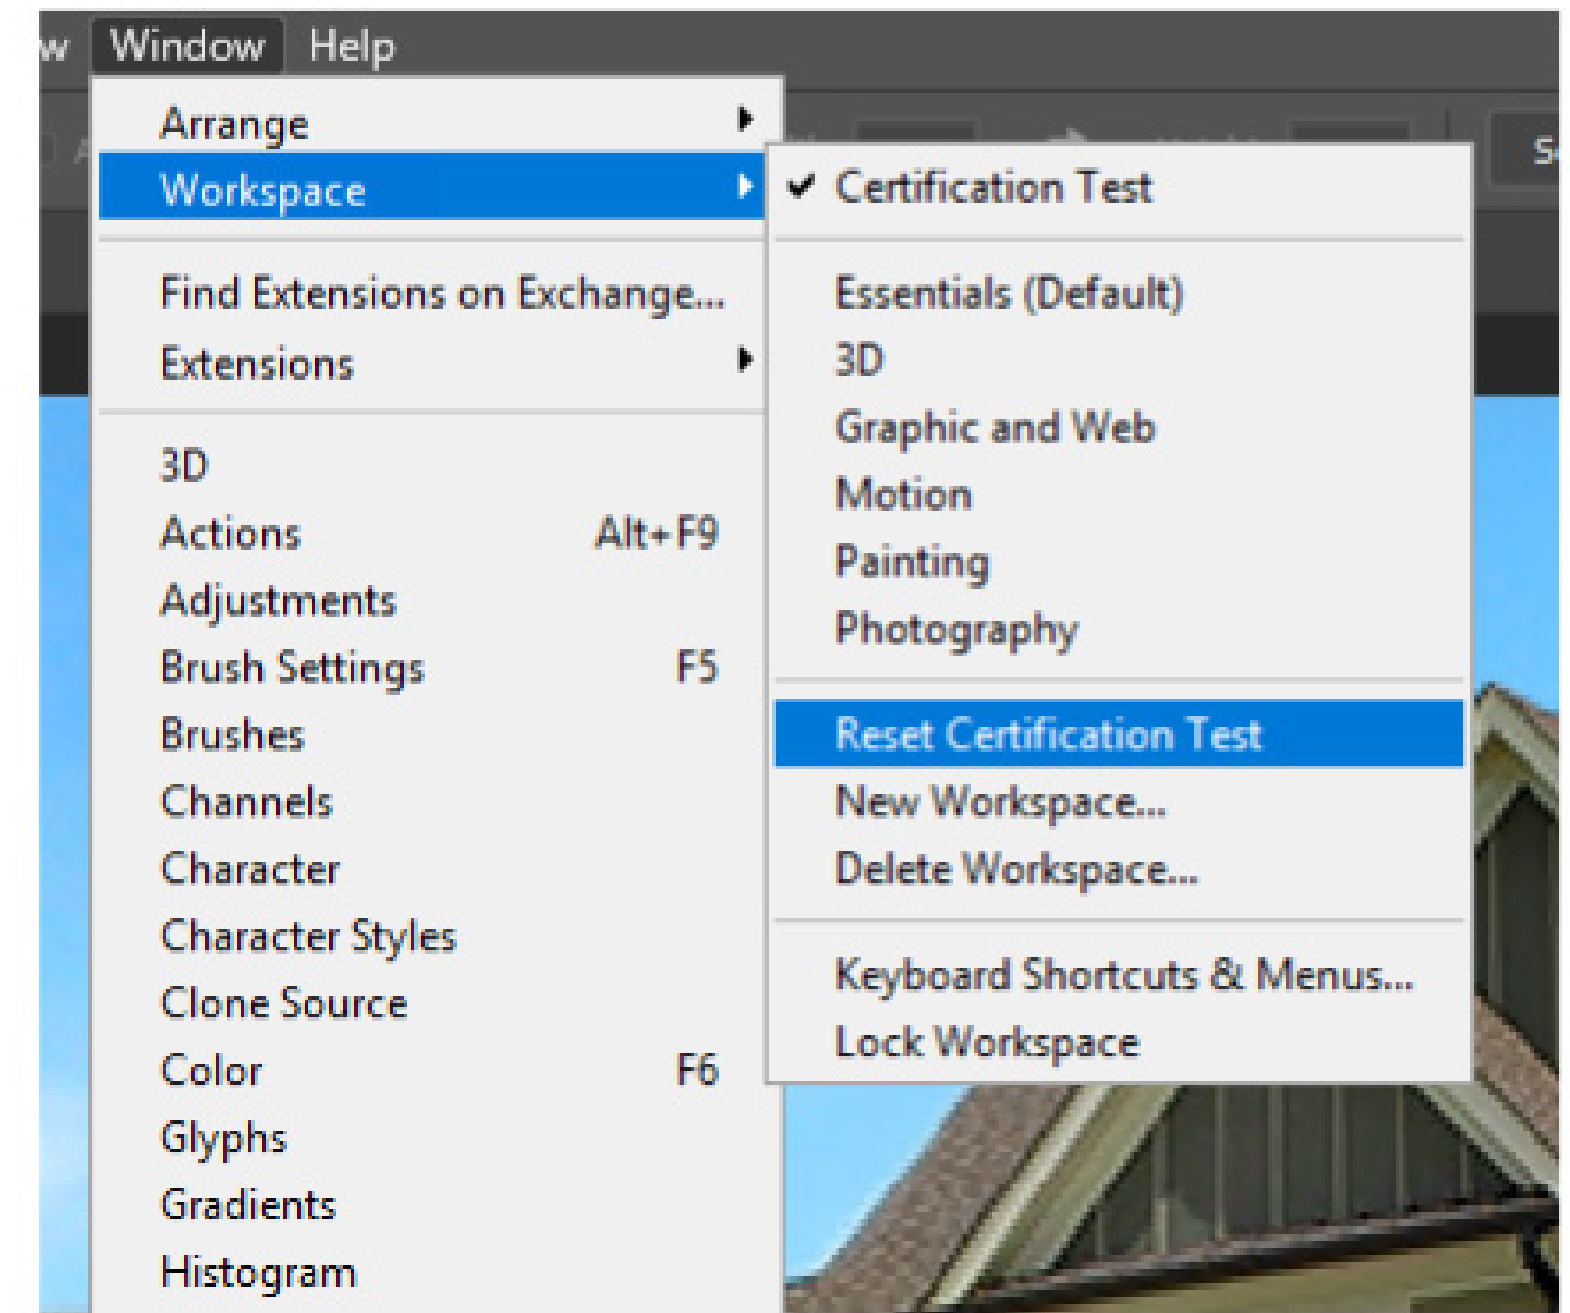 Window Help
Arrange
Workspace
Find Extensions on Exchange...
Extensions
3D
Actions Alt+F9
Adjustments
Brush Settings F5
Brushes
Channels
Character
Character Styles
Clone Source
Color F6
Glyphs
Gradients
Histogram
Certification Test
Essentials (Default)
3D
Graphic and Web
Motion
Painting
Photography
Reset Certification Test
New Workspace...
Delete Workspace...
Keyboard Shortcuts & Menus...
Lock Workspace